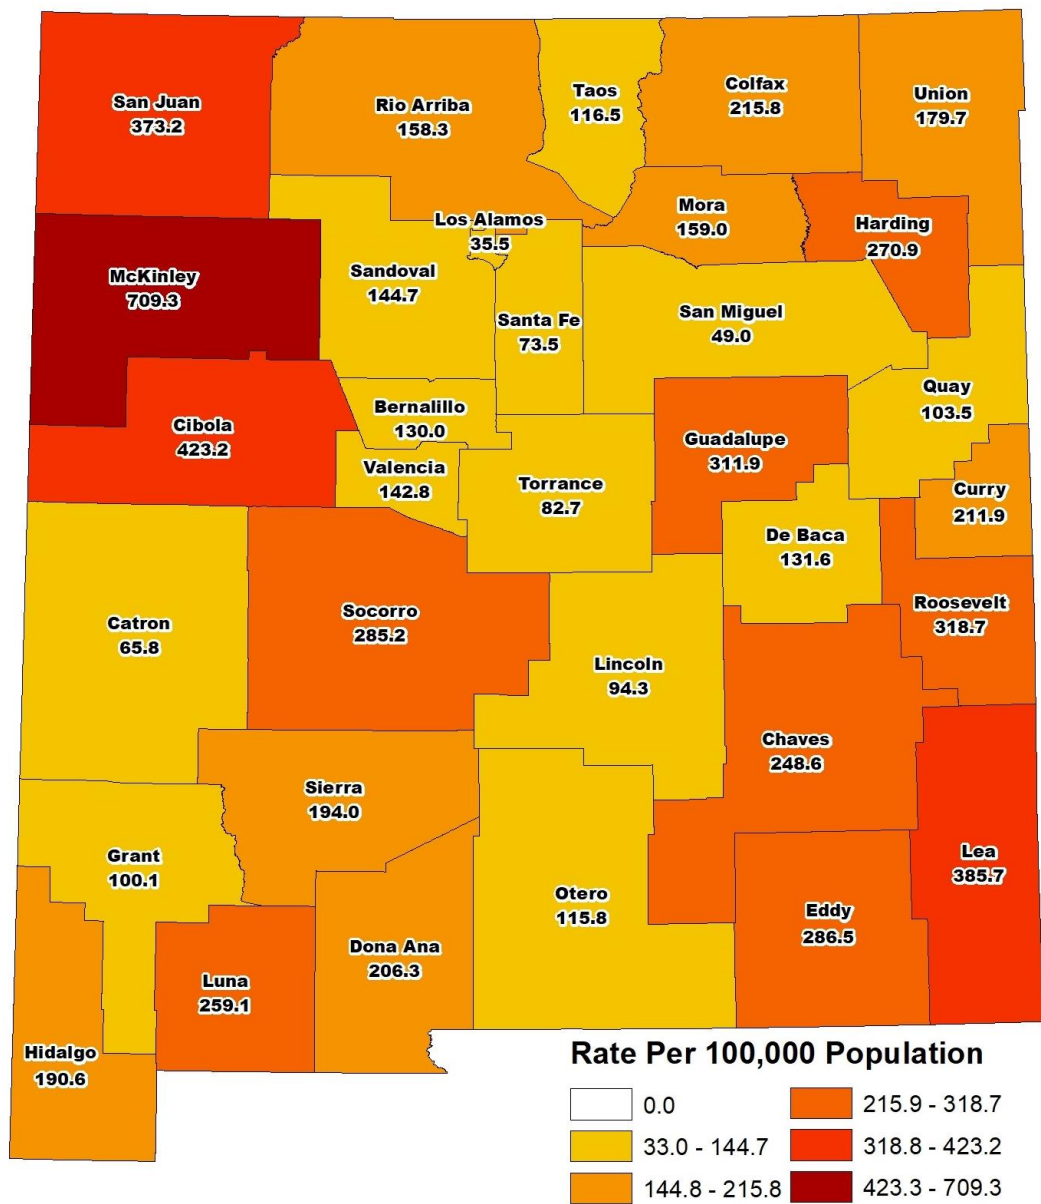 San Juan
373.2
Rio Arriba
158.3
Taos
116.5
Colfax
215.8
Union
179.7
Los Alamos
35.5
Mora
159.0
Harding
270.9
McKinley
709.3
Sandoval
144.7
Santa Fe
73.5
San Miguel
49.0
Quay
103.5
Cibola
423.2
Bernalillo
130.0
Valencia
142.8
Torrance
82.7
Guadalupe
311.9
Curry
211.9
De Baca
131.6
Catron
65.8
Socorro
285.2
Lincoln
94.3
Roosevelt
318.7
Chaves
248.6
Sierra
194.0
Grant
100.1
Otero
115.8
Lea
385.7
Eddy
286.5
Dona Ana
206.3
Luna
259.1
Hidalgo
190.6
Rate Per 100,000 Population
0.0
33.0 - 144.7
144.8 - 215.8
215.9 - 318.7
318.8 - 423.2
423.3 - 709.3